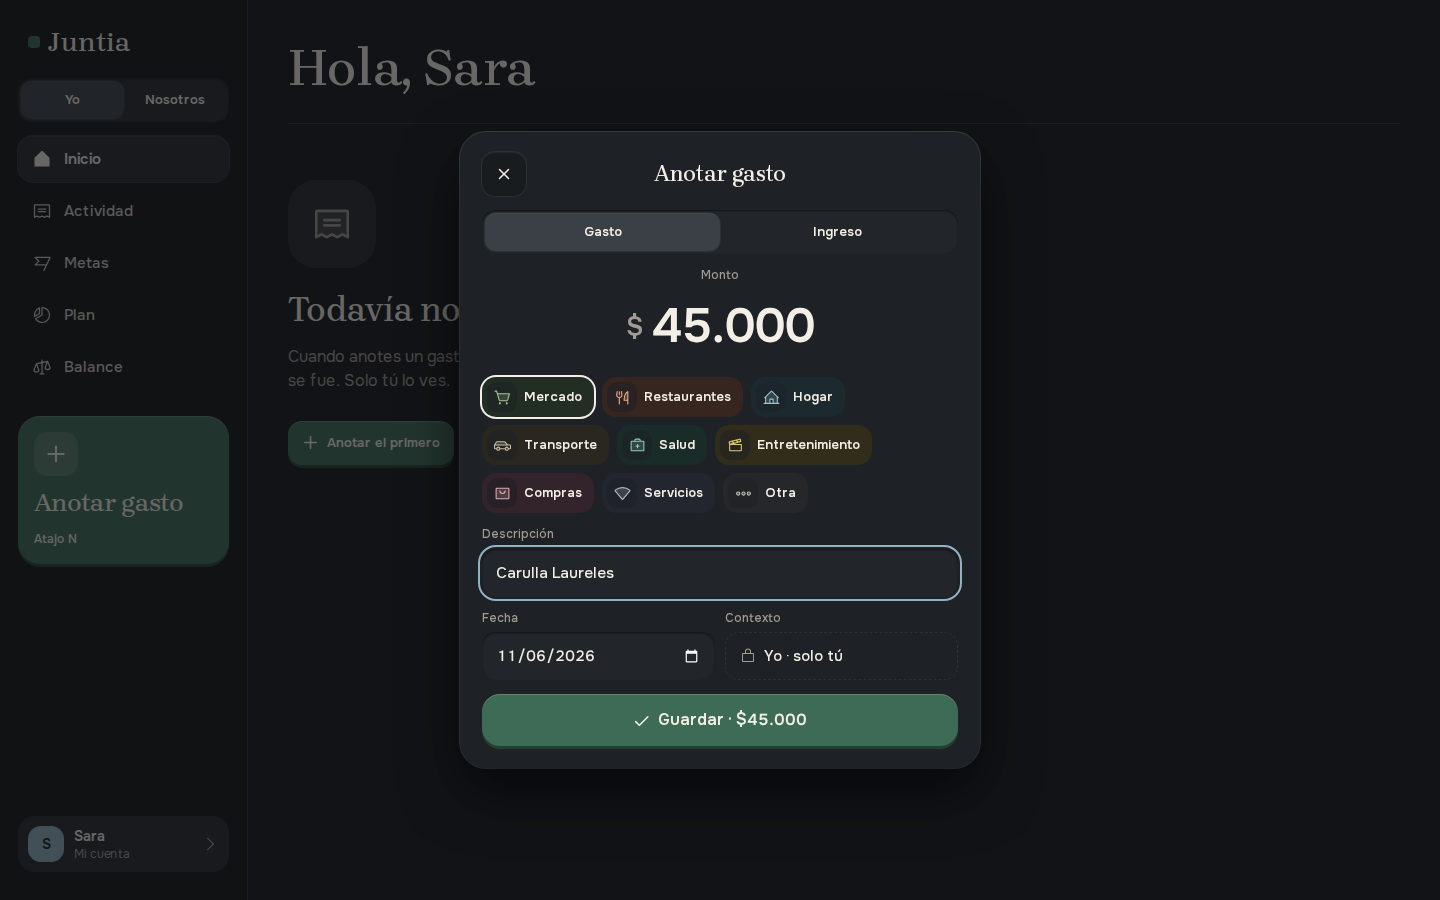 Juntia
Yo
Nosotros
Inicio
Actividad
Metas
Plan
Balance
Anotar gasto
Atajo N
S
Sara
Mi cuenta
Hola, Sara
Todavía no
Cuando anotes un gast
se fue. Solo tú lo ves.
Anotar el primero
Anotar gasto
Gasto
Ingreso
Monto
$ 45.000
Mercado
Restaurantes
Hogar
Transporte
Salud
Entretenimiento
Compras
Servicios
Otra
Descripción
Carulla Laureles
Fecha
Contexto
11/06/2026
Yo · solo tú
Guardar · $45.000